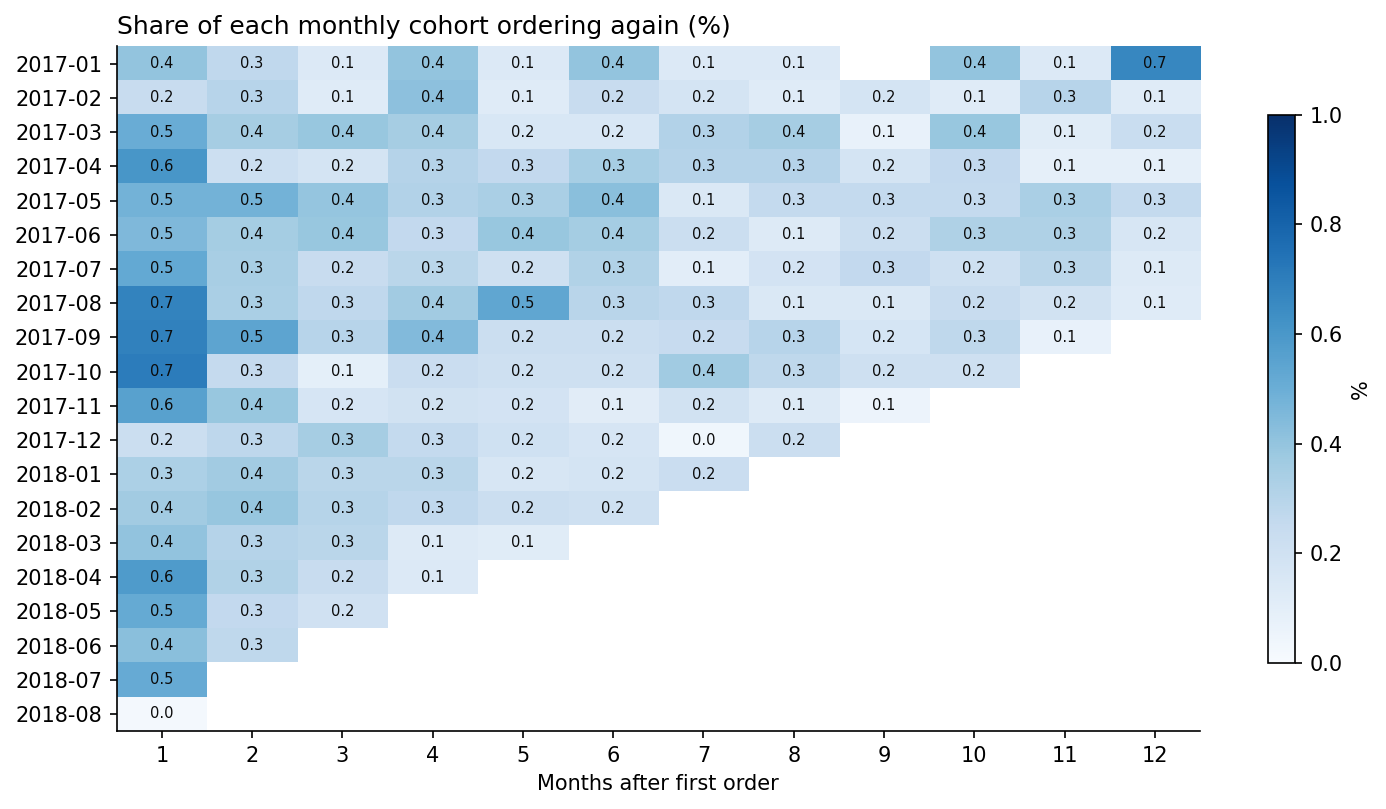 Share of each monthly cohort ordering again (%)
2017-01 0.4 0.3 0.1 0.4 0.1 0.4 0.1 0.1 0.4 0.1 0.7
2017-02 0.2 0.3 0.1 0.4 0.1 0.2 0.2 0.1 0.2 0.1 0.3 0.1
2017-03 0.5 0.4 0.4 0.4 0.2 0.2 0.3 0.4 0.1 0.4 0.1 0.2
2017-04 0.6 0.2 0.2 0.3 0.3 0.3 0.3 0.3 0.2 0.3 0.1 0.1
2017-05 0.5 0.5 0.4 0.3 0.3 0.4 0.1 0.3 0.3 0.3 0.3 0.3
2017-06 0.5 0.4 0.4 0.3 0.4 0.4 0.2 0.1 0.2 0.3 0.3 0.2
2017-07 0.5 0.3 0.2 0.3 0.2 0.3 0.1 0.2 0.3 0.2 0.3 0.1
2017-08 0.7 0.3 0.3 0.4 0.5 0.3 0.3 0.1 0.1 0.2 0.2 0.1
2017-09 0.7 0.5 0.3 0.4 0.2 0.2 0.2 0.3 0.2 0.3 0.1
2017-10 0.7 0.3 0.1 0.2 0.2 0.2 0.4 0.3 0.2 0.2
2017-11 0.6 0.4 0.2 0.2 0.2 0.1 0.2 0.1 0.1
2017-12 0.2 0.3 0.3 0.3 0.2 0.2 0.0 0.2
2018-01 0.3 0.4 0.3 0.3 0.2 0.2 0.2
2018-02 0.4 0.4 0.3 0.3 0.2 0.2
2018-03 0.4 0.3 0.3 0.1 0.1
2018-04 0.6 0.3 0.2 0.1
2018-05 0.5 0.3 0.2
2018-06 0.4 0.3
2018-07 0.5
2018-08 0.0
1 2 3 4 5 6 7 8 9 10 11 12
Months after first order
1.0
0.8
0.6
0.4
0.2
0.0
%